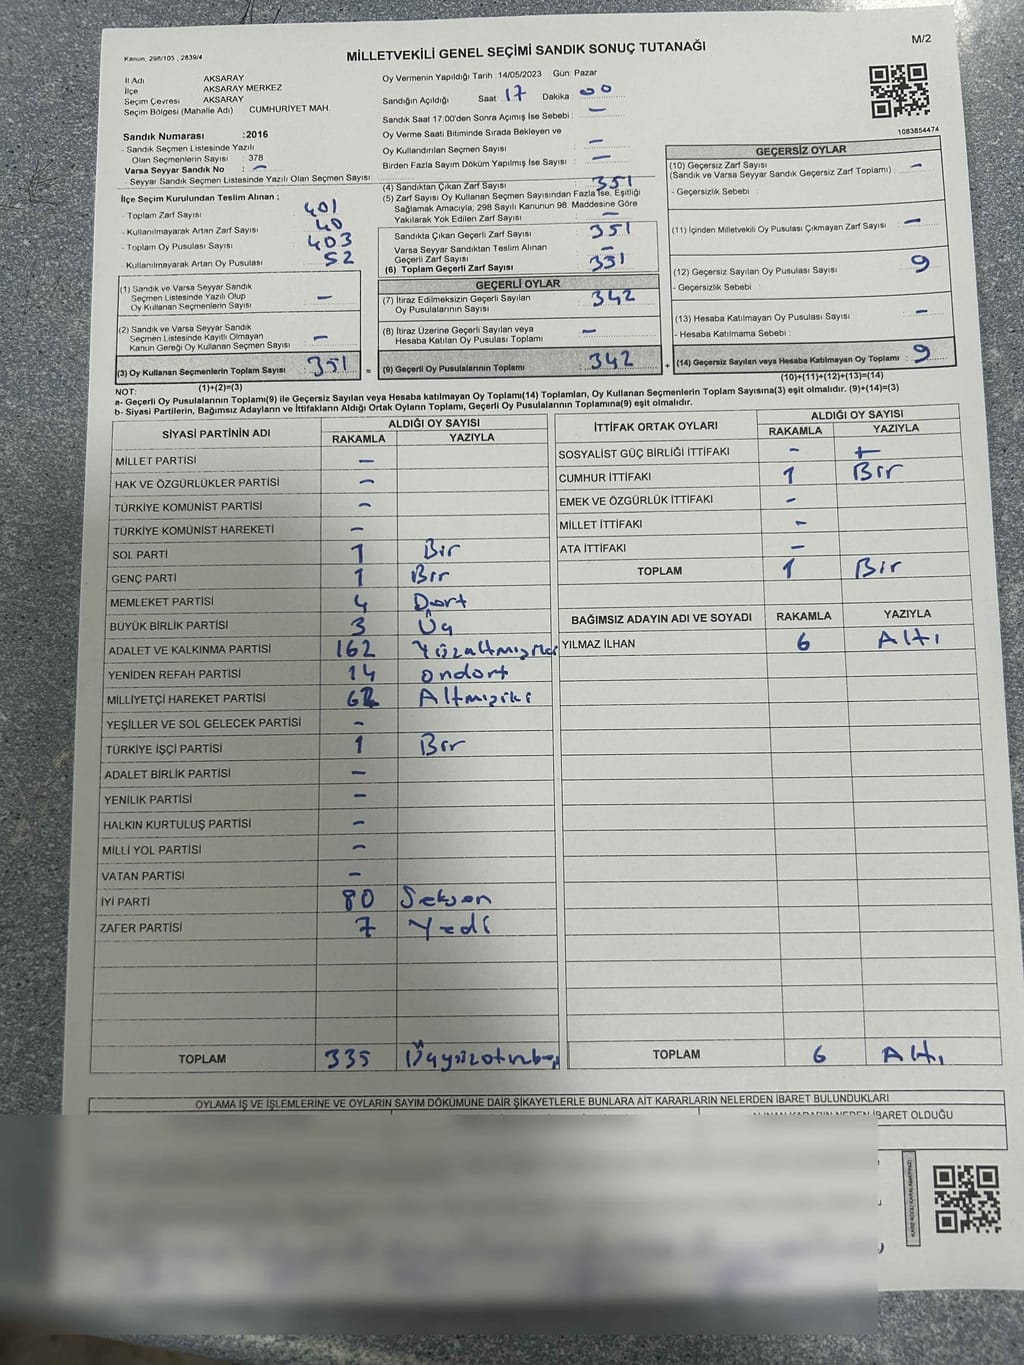 M/2
Kanun, 298/105 , 2839/4
MİLLETVEKİLİ GENEL SEÇİMİ SANDIK SONUÇ TUTANAĞI
İl Adı AKSARAY
İlçe AKSARAY MERKEZ
Seçim Çevresi AKSARAY
Seçim Bölgesi (Mahalle Adı) CUMHURİYET MAH.
Sandık Numarası :2016
- Sandık Seçmen Listesinde Yazılı
Olan Seçmenlerin Sayısı : 378
Varsa Seyyar Sandık No : -
- Seyyar Sandık Seçmen Listesinde Yazılı Olan Seçmen Sayısı:
İlçe Seçim Kurulundan Teslim Alınan ;
- Toplam Zarf Sayısı : 401
- Kullanılmayarak Artan Zarf Sayısı : 40
- Toplam Oy Pusulası Sayısı : 403
- Kullanılmayarak Artan Oy Pusulası : 52
(1) Sandık ve Varsa Seyyar Sandık
Seçmen Listesinde Yazılı Olup
Oy Kullanan Seçmenlerin Sayısı -
(2) Sandık ve Varsa Seyyar Sandık
Seçmen Listesinde Kayıtlı Olmayan
Kanun Gereği Oy Kullanan Seçmen Sayısı -
(3) Oy Kullanan Seçmenlerin Toplam Sayısı : 351
(1)+(2)=(3)
Oy Vermenin Yapıldığı Tarih :14/05/2023 Gün: Pazar
Sandığın Açıldığı Saat : 17 Dakika : 00
Sandık Saat 17:00'den Sonra Açımış İse Sebebi : -
Oy Verme Saati Bitiminde Sırada Bekleyen ve
Oy Kullandırılan Seçmen Sayısı : -
Birden Fazla Sayım Döküm Yapılmış İse Sayısı : -
(4) Sandıktan Çıkan Zarf Sayısı : 351
(5) Zarf Sayısı Oy Kullanan Seçmen Sayısından Fazla İse, Eşitliği
Sağlamak Amacıyla, 298 Sayılı Kanunun 98. Maddesine Göre
Yakılarak Yok Edilen Zarf Sayısı : -
Sandıkta Çıkan Geçerli Zarf Sayısı : 351
Varsa Seyyar Sandıktan Teslim Alınan
Geçerli Zarf Sayısı : -
(6) Toplam Geçerli Zarf Sayısı : 351
GEÇERLİ OYLAR
(7) İtiraz Edilmeksizin Geçerli Sayılan
Oy Pusulalarının Sayısı : 342
(8) İtiraz Üzerine Geçerli Sayılan veya
Hesaba Katılan Oy Pusulası Toplamı : -
= (9) Geçerli Oy Pusulalarının Toplamı : 342
1083854474
GEÇERSİZ OYLAR
(10) Geçersiz Zarf Sayısı
(Sandık ve Varsa Seyyar Sandık Geçersiz Zarf Toplamı) : -
- Geçersizlik Sebebi :
(11) İçinden Milletvekili Oy Pusulası Çıkmayan Zarf Sayısı : -
(12) Geçersiz Sayılan Oy Pusulası Sayısı : 9
- Geçersizlik Sebebi :
(13) Hesaba Katılmayan Oy Pusulası Sayısı : -
- Hesaba Katılmama Sebebi :
+ (14) Geçersiz Sayılan veya Hesaba Katılmayan Oy Toplamı : 9
(10)+(11)+(12)+(13)=(14)
NOT:
a- Geçerli Oy Pusulalarının Toplamı(9) ile Geçersiz Sayılan veya Hesaba katılmayan Oy Toplamı(14) Toplamları, Oy Kullanan Seçmenlerin Toplam Sayısına(3) eşit olmalıdır. (9)+(14)=(3)
b- Siyasi Partilerin, Bağımsız Adayların ve İttifakların Aldığı Ortak Oyların Toplamı, Geçerli Oy Pusulalarının Toplamına(9) eşit olmalıdır.
SİYASİ PARTİNİN ADI ALDIĞI OY SAYISI
RAKAMLA YAZIYLA
MİLLET PARTİSİ -
HAK VE ÖZGÜRLÜKLER PARTİSİ -
TÜRKİYE KOMÜNİST PARTİSİ -
TÜRKİYE KOMÜNİST HAREKETİ -
SOL PARTİ 1 Bir
GENÇ PARTİ 1 Bir
MEMLEKET PARTİSİ 4 Dört
BÜYÜK BİRLİK PARTİSİ 3 Üç
ADALET VE KALKINMA PARTİSİ 162 Yüzaltmışiki
YENİDEN REFAH PARTİSİ 14 ondört
MİLLİYETÇİ HAREKET PARTİSİ 62 Altmışiki
YEŞİLLER VE SOL GELECEK PARTİSİ -
TÜRKİYE İŞÇİ PARTİSİ 1 Bir
ADALET BİRLİK PARTİSİ -
YENİLİK PARTİSİ -
HALKIN KURTULUŞ PARTİSİ -
MİLLİ YOL PARTİSİ -
VATAN PARTİSİ -
İYİ PARTİ 80 Seksen
ZAFER PARTİSİ 7 Yedi
TOPLAM 335 Üçyüzotuzbeş
İTTİFAK ORTAK OYLARI ALDIĞI OY SAYISI
RAKAMLA YAZIYLA
SOSYALİST GÜÇ BİRLİĞİ İTTİFAKI -
CUMHUR İTTİFAKI 1 Bir
EMEK VE ÖZGÜRLÜK İTTİFAKI -
MİLLET İTTİFAKI -
ATA İTTİFAKI -
TOPLAM 1 Bir
BAĞIMSIZ ADAYIN ADI VE SOYADI RAKAMLA YAZIYLA
YILMAZ İLHAN 6 Altı
TOPLAM 6 Altı
OYLAMA İŞ VE İŞLEMLERİNE VE OYLARIN SAYIM DÖKÜMÜNE DAİR ŞİKAYETLERLE BUNLARA AİT KARARLARIN NELERDEN İBARET BULUNDUKLARI
ALINAN KARARIN NEDEN İBARET OLDUĞU